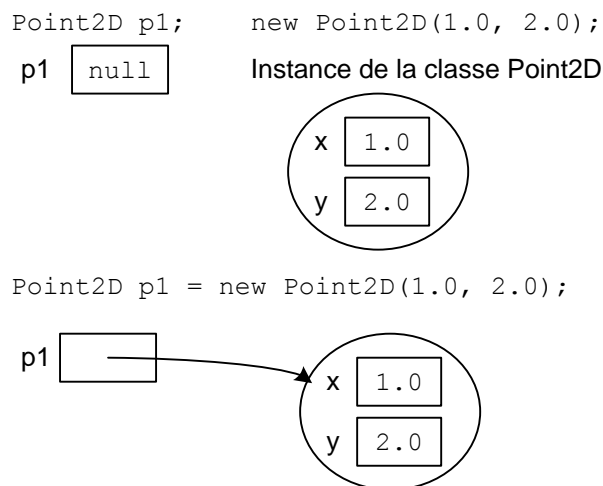 Point2D p1; new Point2D(1.0, 2.0);
p1 null Instance de la classe Point2D
x 1.0
y 2.0
Point2D p1 = new Point2D(1.0, 2.0);
p1
x 1.0
y 2.0